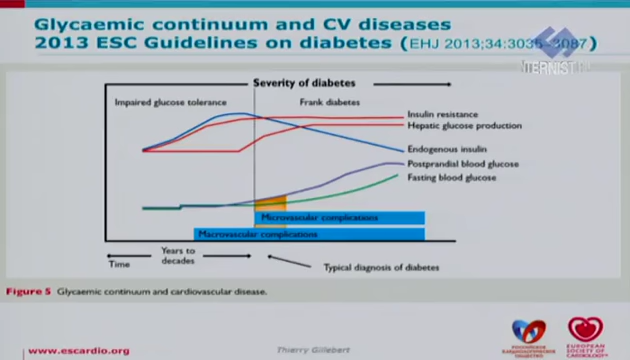 Glycaemic continuum and CV diseases
2013 ESC Guidelines on diabetes (EHJ 2013;34:3035-3087)
Severity of diabetes
Impaired glucose tolerance
Frank diabetes
Insulin resistance
Hepatic glucose production
Endogenous insulin
Postprandial blood glucose
Fasting blood glucose
Microvascular complications
Macrovascular complications
Time
Years to
decades
Typical diagnosis of diabetes
Figure 5 Glycaemic continuum and cardiovascular disease.
www.escardio.org
Thierry Gillebert
РОССИЙСКОЕ
КАРДИОЛОГИЧЕСКОЕ
ОБЩЕСТВО
EUROPEAN
SOCIETY OF
CARDIOLOGY